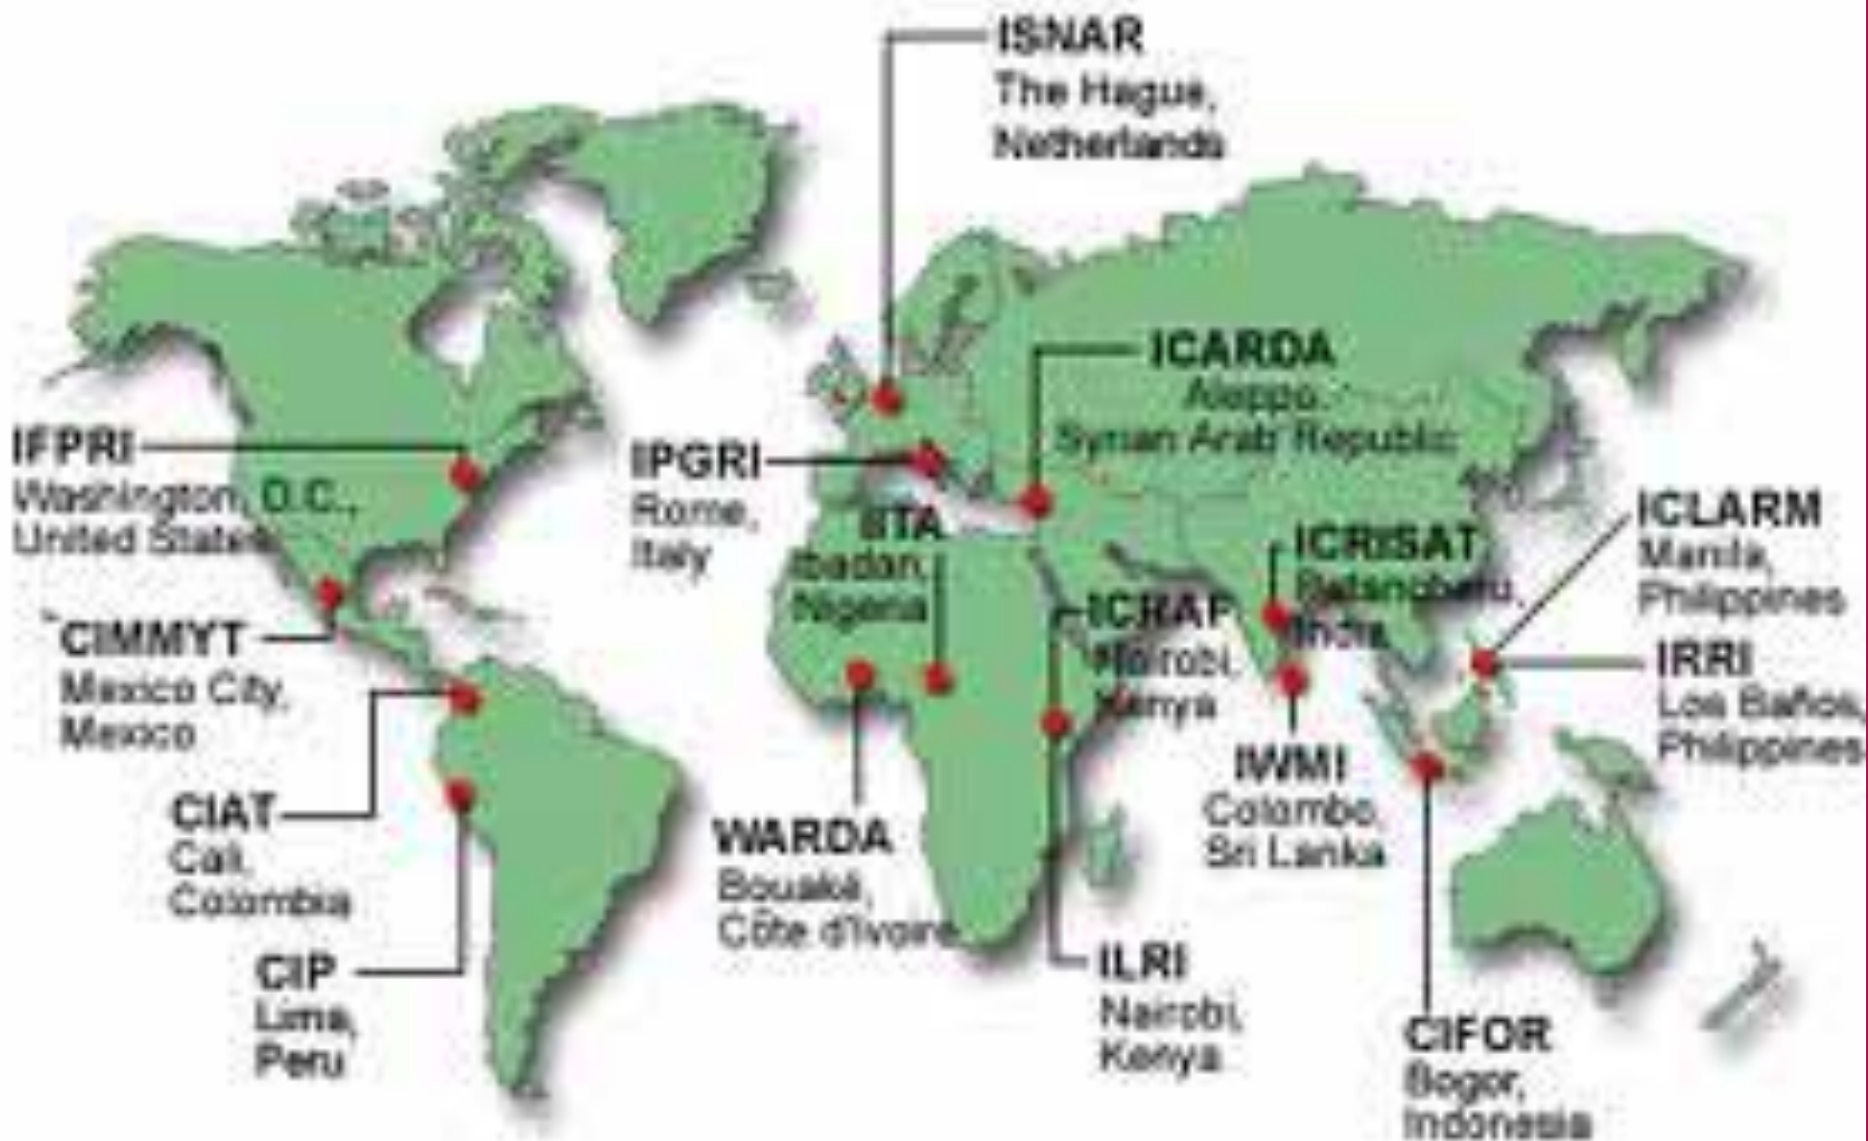 ISNAR
The Hague,
Netherlands
ICARDA
Aleppo,
Syrian Arab Republic
IFPRI
Washington, D.C.,
United States
IPGRI
Rome,
Italy
IITA
Ibadan,
Nigeria
ICRISAT
India
ICLARM
Manila,
Philippines
CIMMYT
Mexico City,
Mexico
ICRAF
Nairobi,
Kenya
IRRI
Los Baños,
Philippines
IWMI
Colombo,
Sri Lanka
CIAT
Cali,
Colombia
WARDA
Bouaké,
Côte d'Ivoire
CIP
Lima,
Peru
ILRI
Nairobi,
Kenya
CIFOR
Bogor,
Indonesia